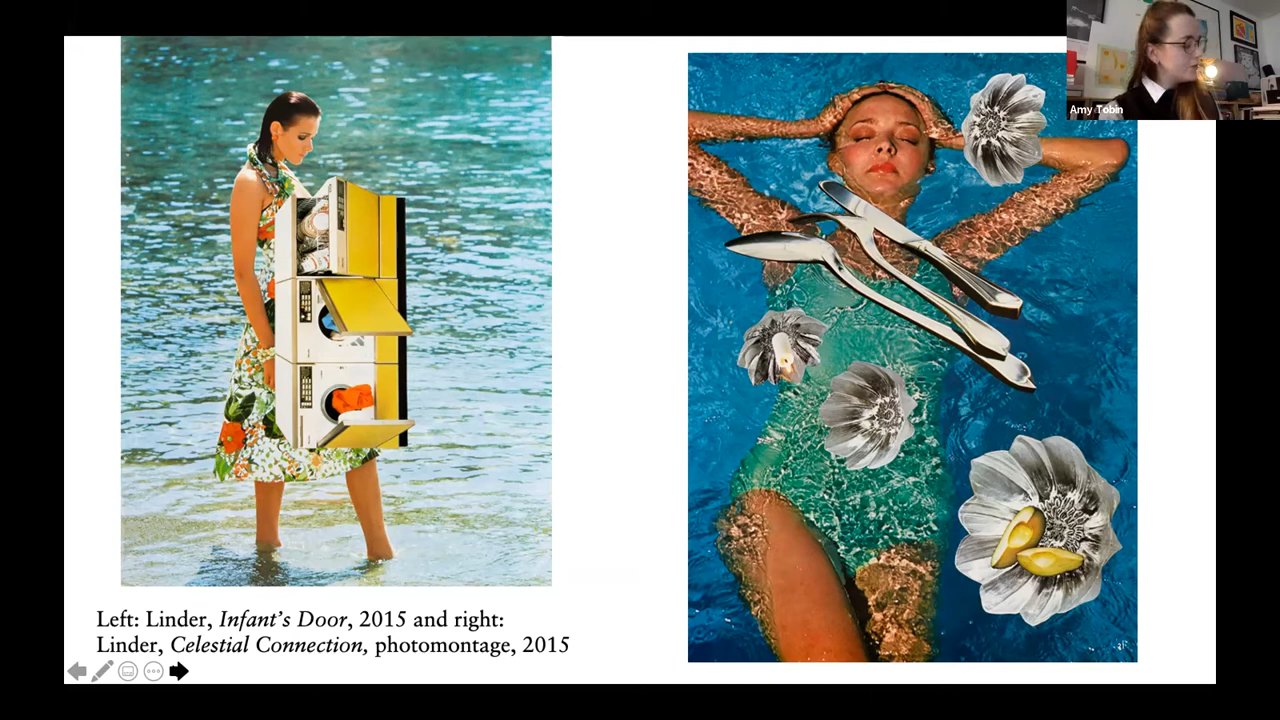 Amy Tobin
Left: Linder, Infant's Door, 2015 and right:
Linder, Celestial Connection, photomontage, 2015